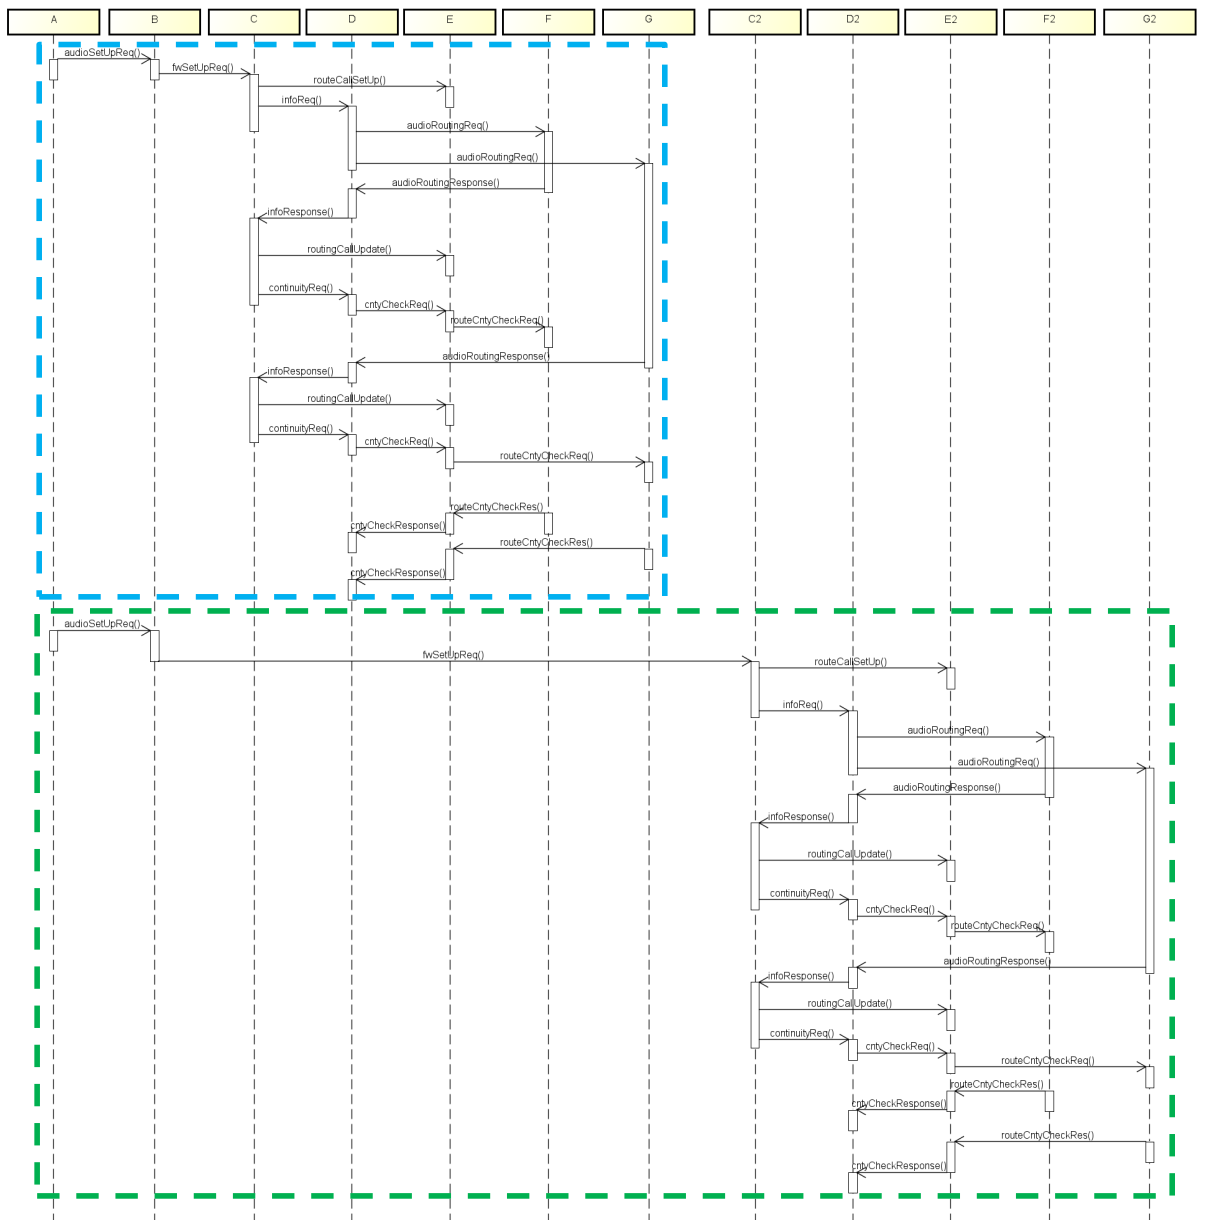 A B C D E F G C2 D2 E2 F2 G2
audioSetUpReq()
fwSetUpReq()
routeCallSetUp()
infoReq()
audioRoutingReq()
audioRoutingReq()
audioRoutingResponse()
infoResponse()
routingCallUpdate()
continuityReq()
cntyCheckReq()
routeCntyCheckReq()
audioRoutingResponse()
infoResponse()
routingCallUpdate()
continuityReq()
cntyCheckReq()
routeCntyCheckReq()
routeCntyCheckRes()
cntyCheckResponse()
routeCntyCheckRes()
cntyCheckResponse()
audioSetUpReq()
fwSetUpReq()
routeCallSetUp()
infoReq()
audioRoutingReq()
audioRoutingReq()
audioRoutingResponse()
infoResponse()
routingCallUpdate()
continuityReq()
cntyCheckReq()
routeCntyCheckReq()
audioRoutingResponse()
infoResponse()
routingCallUpdate()
continuityReq()
cntyCheckReq()
routeCntyCheckReq()
routeCntyCheckRes()
cntyCheckResponse()
routeCntyCheckRes()
cntyCheckResponse()